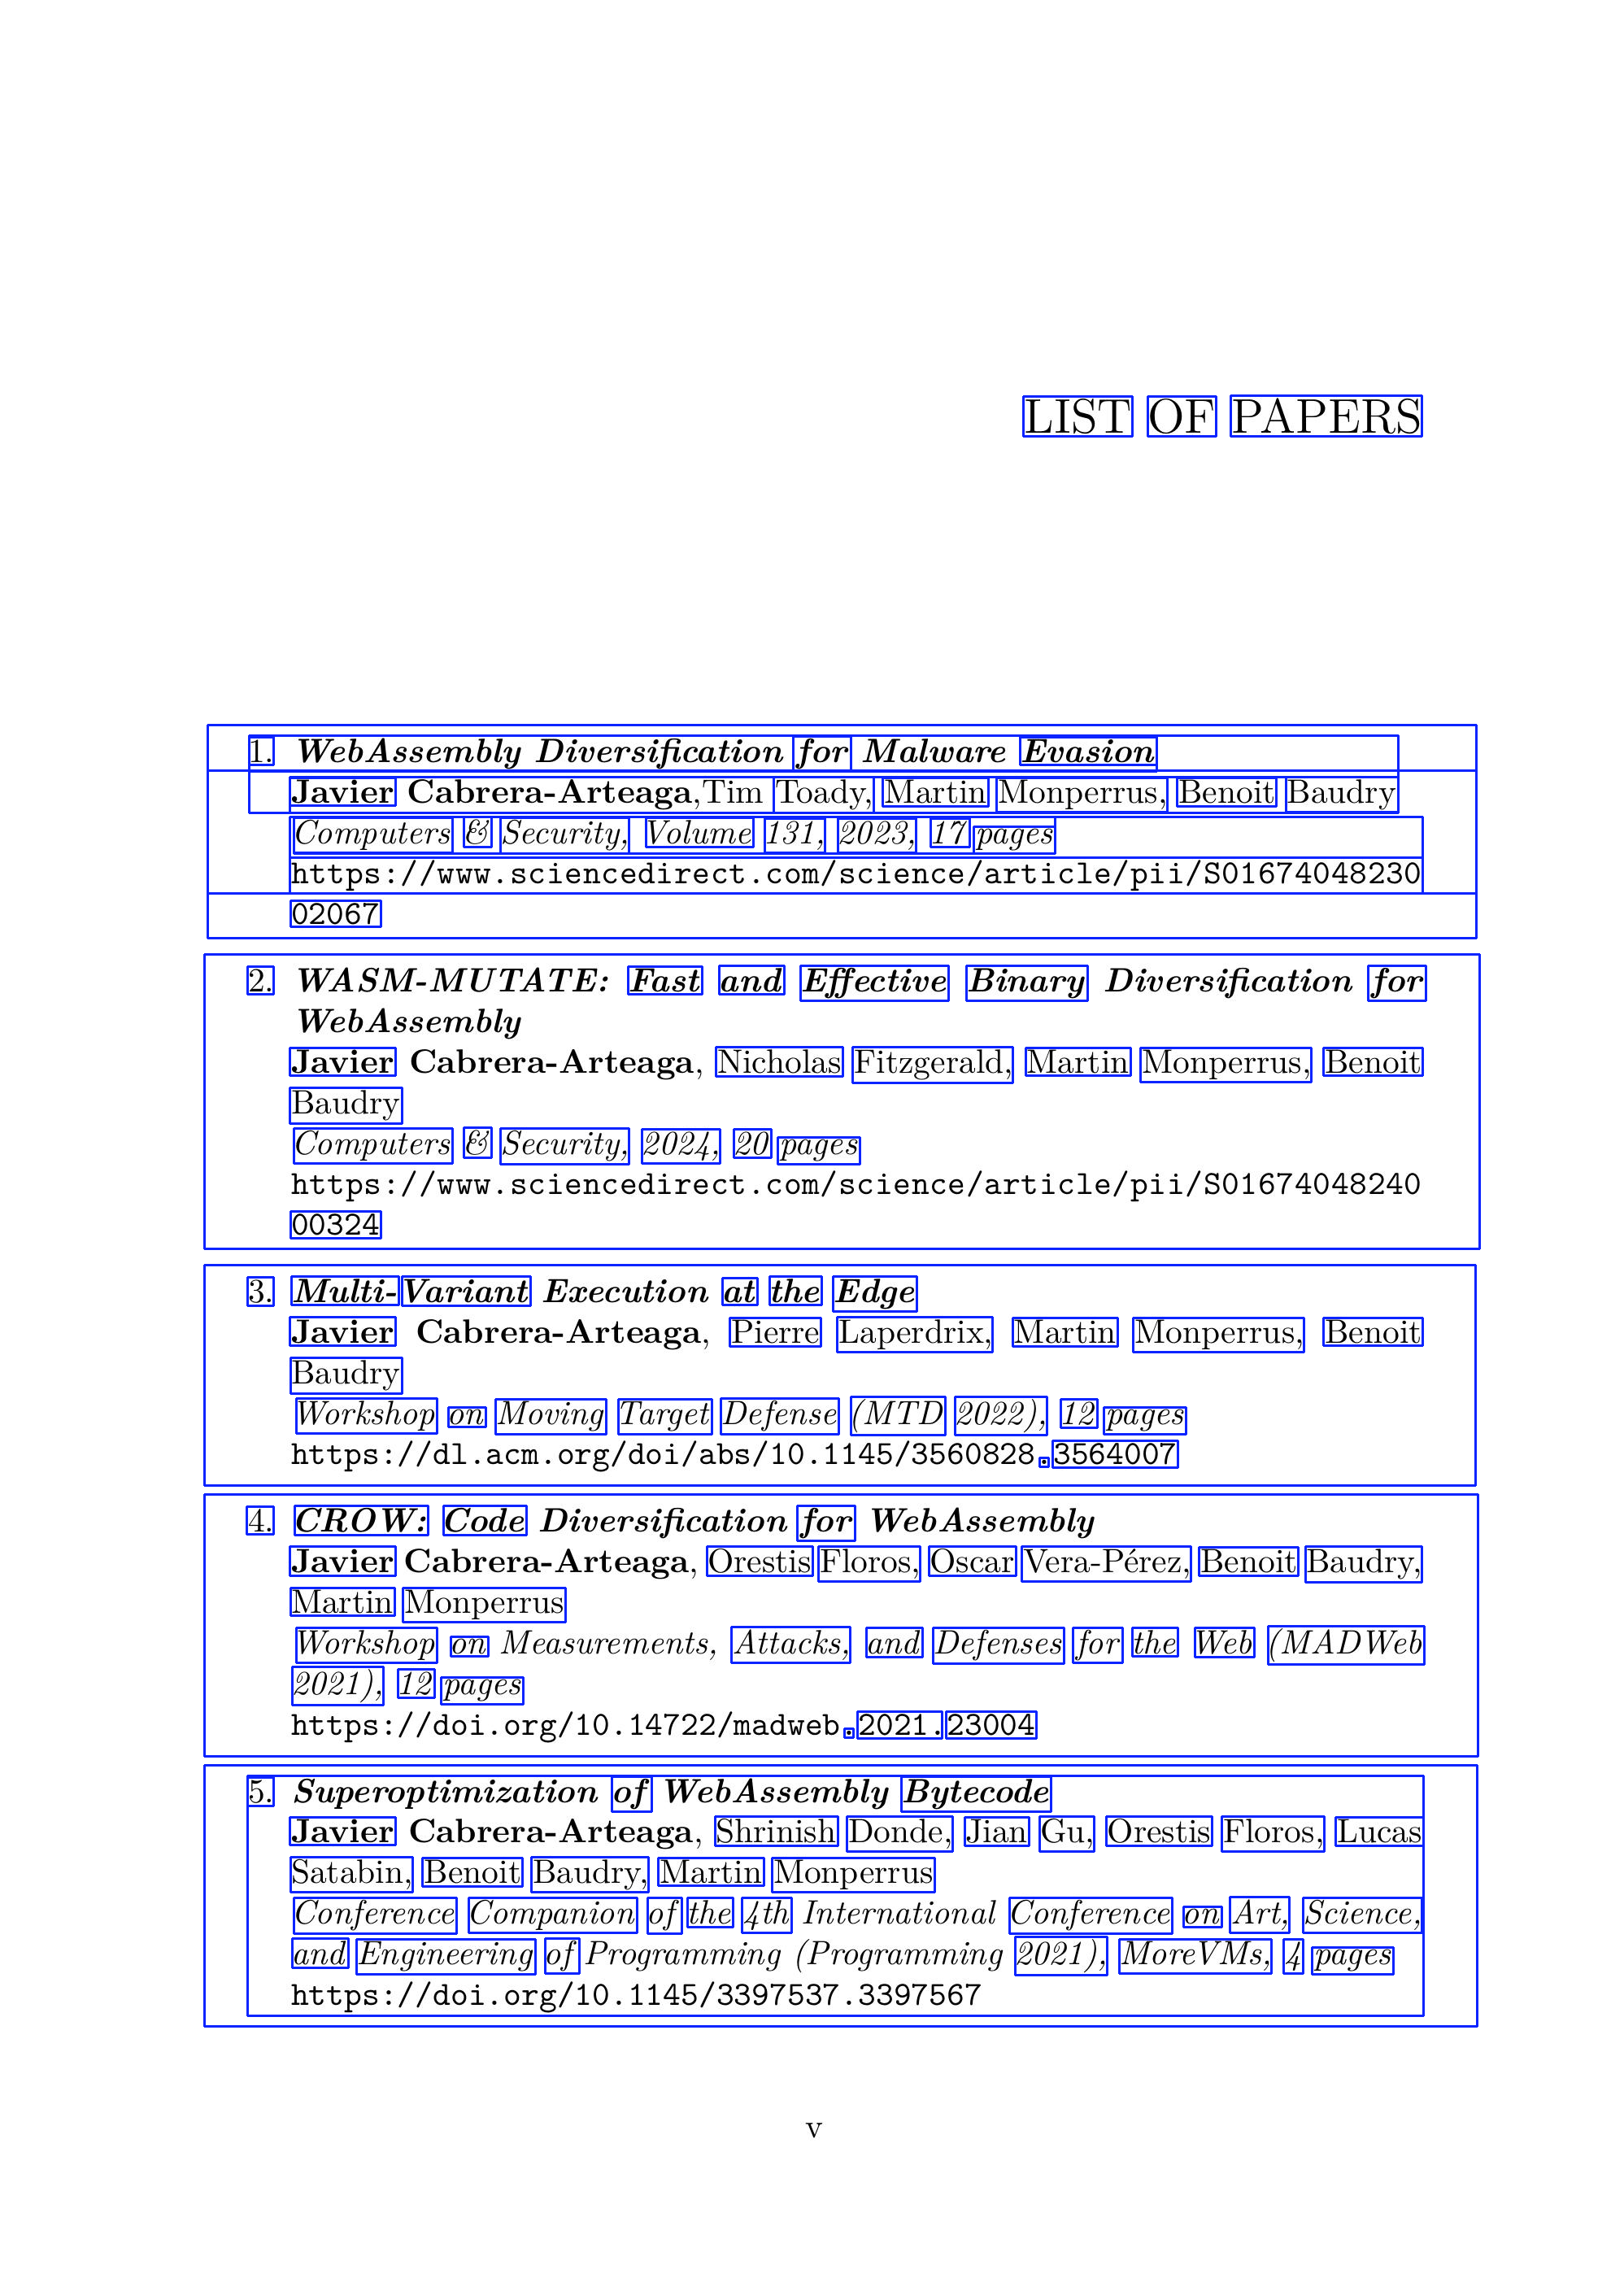 LIST OF PAPERS
1. WebAssembly Diversification for Malware Evasion
Javier Cabrera-Arteaga,Tim Toady, Martin Monperrus, Benoit Baudry
Computers & Security, Volume 131, 2023, 17 pages
https://www.sciencedirect.com/science/article/pii/S01674048230
02067
2. WASM-MUTATE: Fast and Effective Binary Diversification for
WebAssembly
Javier Cabrera-Arteaga, Nicholas Fitzgerald, Martin Monperrus, Benoit
Baudry
Computers & Security, 2024, 20 pages
https://www.sciencedirect.com/science/article/pii/S01674048240
00324
3. Multi-Variant Execution at the Edge
Javier Cabrera-Arteaga, Pierre Laperdrix, Martin Monperrus, Benoit
Baudry
Workshop on Moving Target Defense (MTD 2022), 12 pages
https://dl.acm.org/doi/abs/10.1145/3560828.3564007
4. CROW: Code Diversification for WebAssembly
Javier Cabrera-Arteaga, Orestis Floros, Oscar Vera-Pérez, Benoit Baudry,
Martin Monperrus
Workshop on Measurements, Attacks, and Defenses for the Web (MADWeb
2021), 12 pages
https://doi.org/10.14722/madweb.2021.23004
5. Superoptimization of WebAssembly Bytecode
Javier Cabrera-Arteaga, Shrinish Donde, Jian Gu, Orestis Floros, Lucas
Satabin, Benoit Baudry, Martin Monperrus
Conference Companion of the 4th International Conference on Art, Science,
and Engineering of Programming (Programming 2021), MoreVMs, 4 pages
https://doi.org/10.1145/3397537.3397567
v